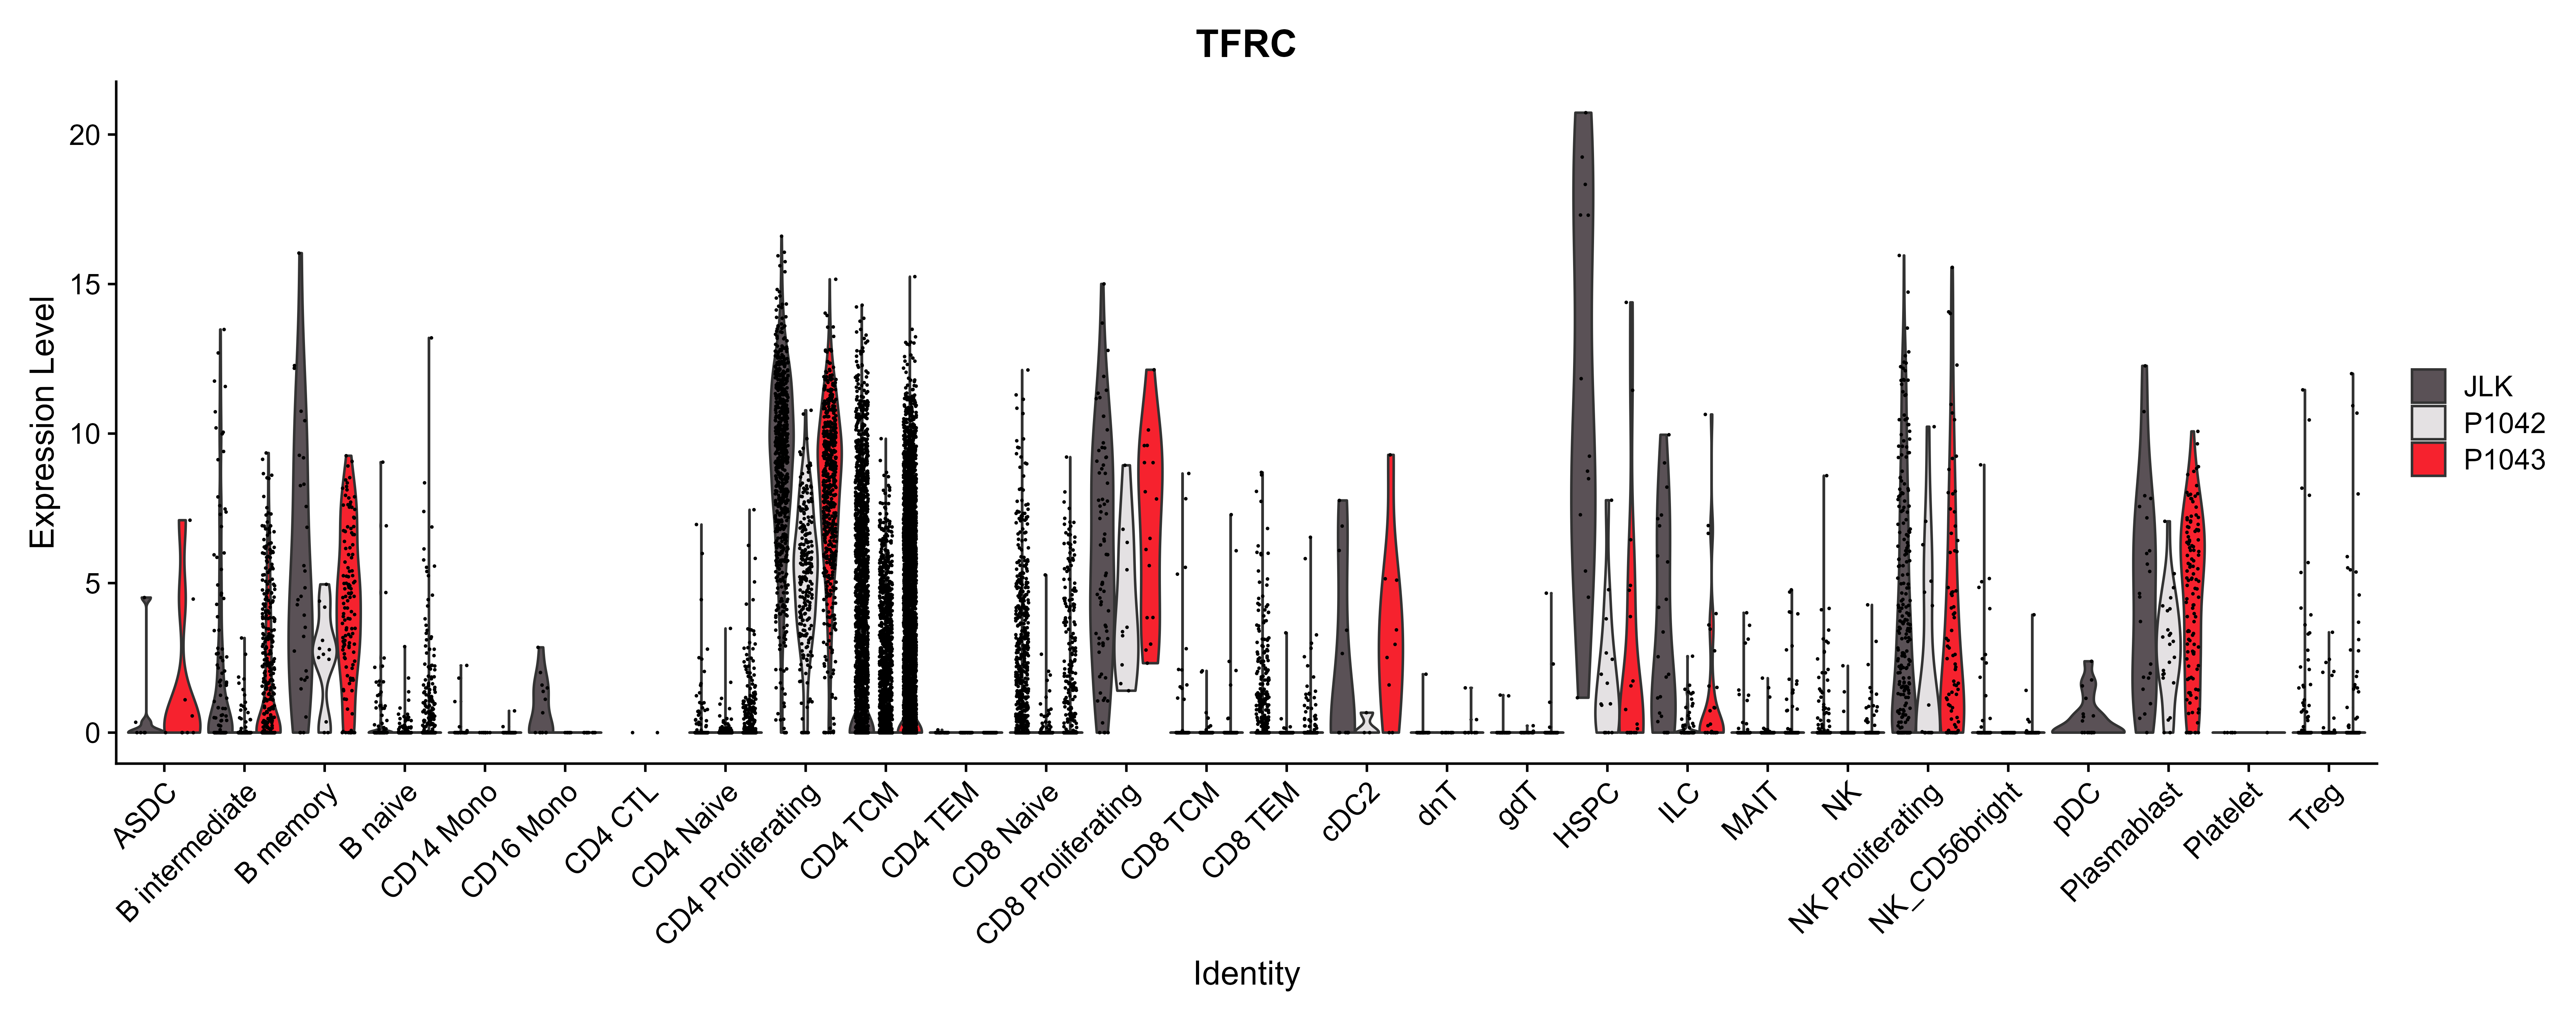 TFRC
Expression Level
20
15
10
5
0
ASDC
B intermediate
B memory
B naive
CD14 Mono
CD16 Mono
CD4 CTL
CD4 Naive
CD4 Proliferating
CD4 TCM
CD4 TEM
CD8 Naive
CD8 Proliferating
CD8 TCM
CD8 TEM
cDC2
dnT
gdT
HSPC
ILC
MAIT
NK
NK Proliferating
NK_CD56bright
pDC
Plasmablast
Platelet
Treg
Identity
JLK
P1042
P1043